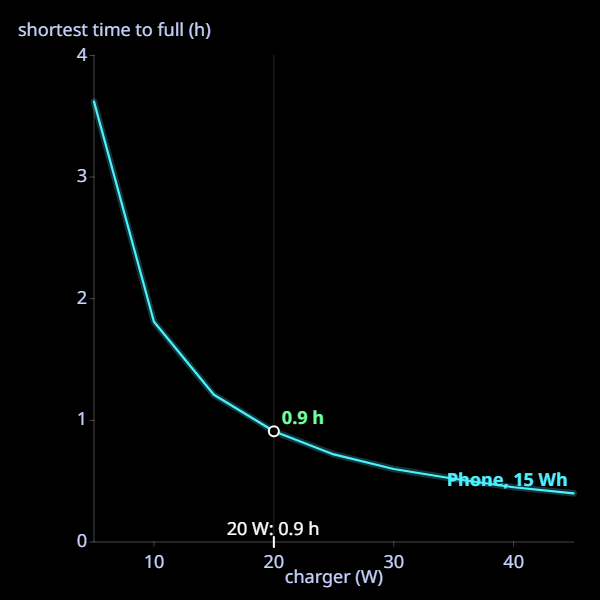 shortest time to full (h)
4
3
2
1
0
0.9 h
Phone, 15 Wh
20 W: 0.9 h
10 20 30 40
charger (W)